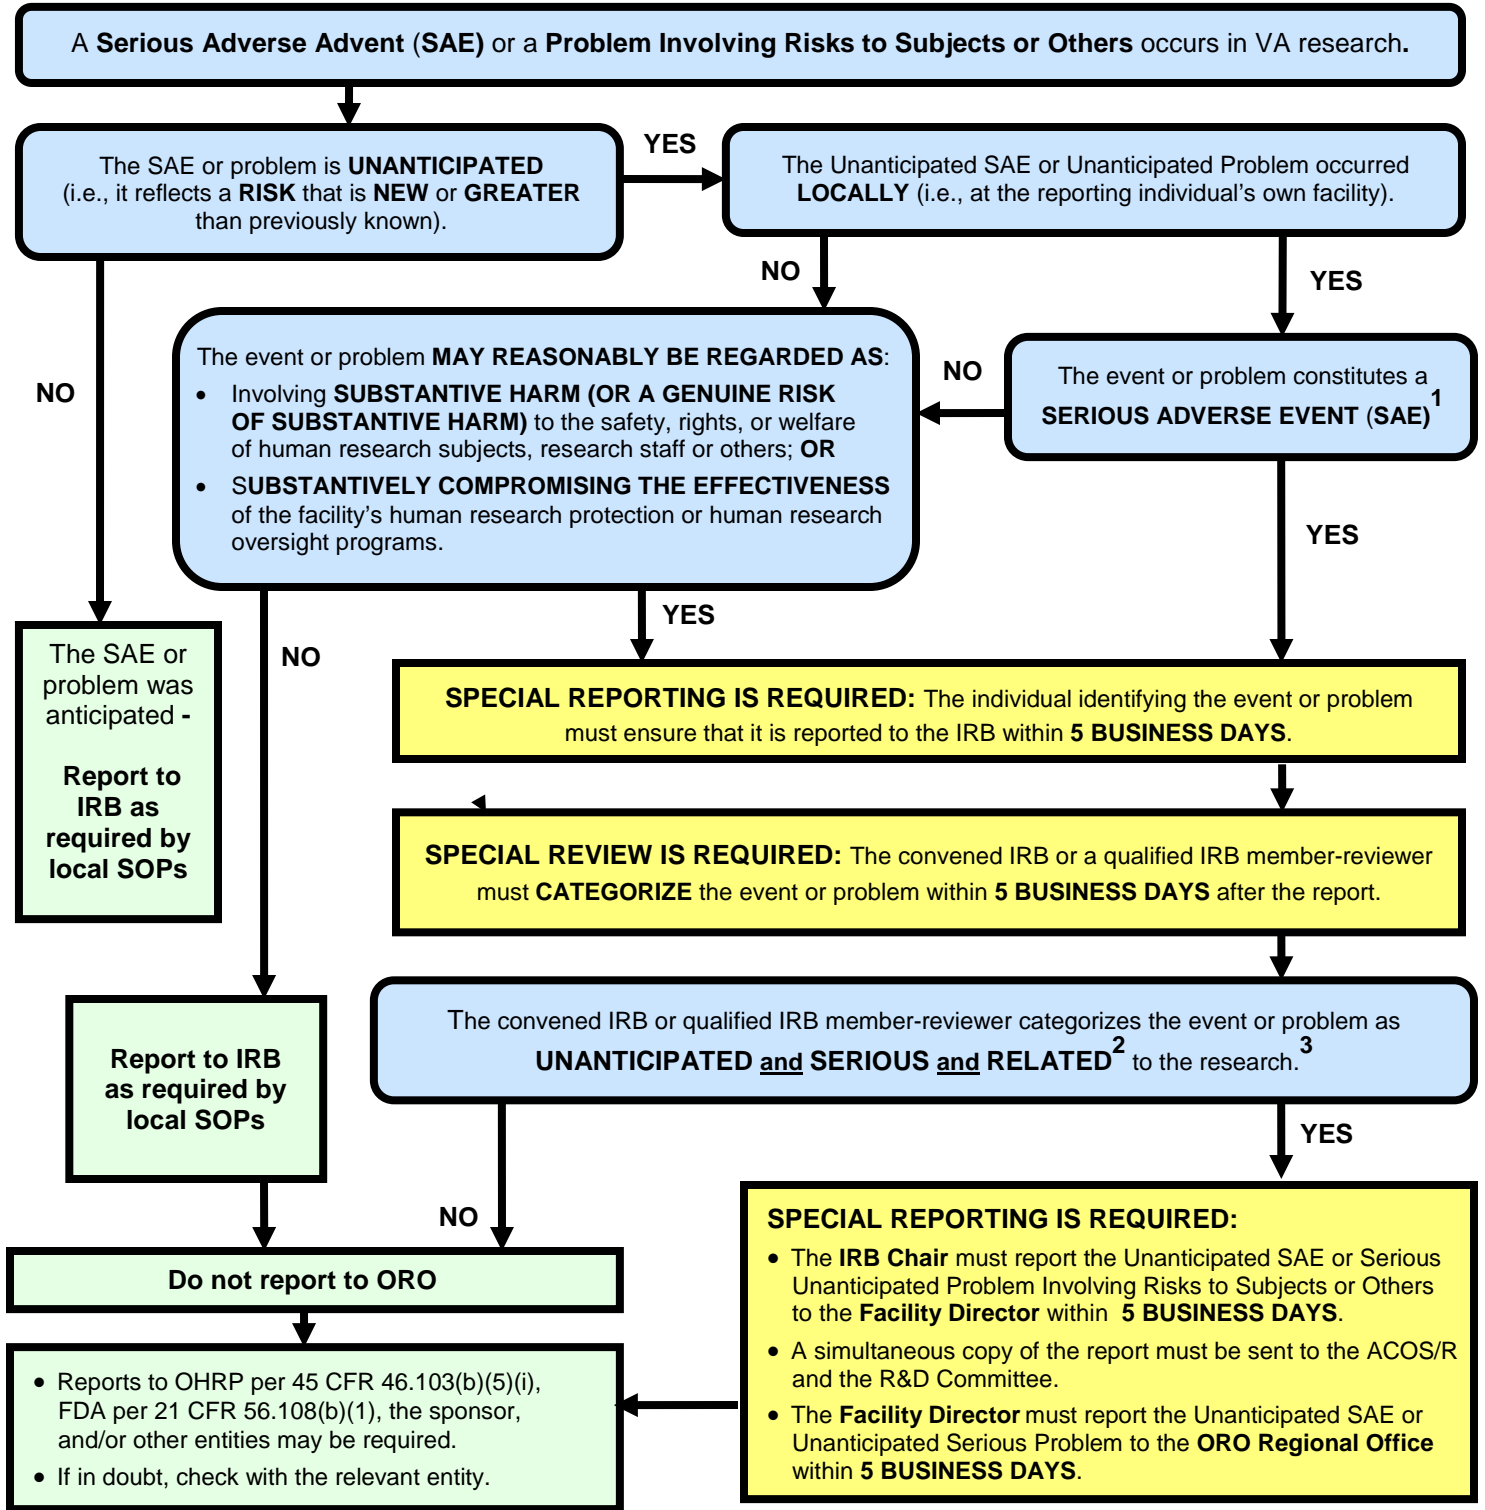 A Serious Adverse Advent (SAE) or a Problem Involving Risks to Subjects or Others occurs in VA research.
The SAE or problem is UNANTICIPATED
(i.e., it reflects a RISK that is NEW or GREATER
than previously known).
YES
The Unanticipated SAE or Unanticipated Problem occurred
LOCALLY (i.e., at the reporting individual's own facility).
NO
YES
NO
The event or problem MAY REASONABLY BE REGARDED AS:
• Involving SUBSTANTIVE HARM (OR A GENUINE RISK
OF SUBSTANTIVE HARM) to the safety, rights, or welfare
of human research subjects, research staff or others; OR
• SUBSTANTIVELY COMPROMISING THE EFFECTIVENESS
of the facility's human research protection or human research
oversight programs.
NO
The event or problem constitutes a
SERIOUS ADVERSE EVENT (SAE)1
YES
YES
NO
The SAE or
problem was
anticipated -
Report to
IRB as
required by
local SOPs
SPECIAL REPORTING IS REQUIRED: The individual identifying the event or problem
must ensure that it is reported to the IRB within 5 BUSINESS DAYS.
SPECIAL REVIEW IS REQUIRED: The convened IRB or a qualified IRB member-reviewer
must CATEGORIZE the event or problem within 5 BUSINESS DAYS after the report.
The convened IRB or qualified IRB member-reviewer categorizes the event or problem as
UNANTICIPATED and SERIOUS and RELATED2 to the research.3
Report to IRB
as required by
local SOPs
YES
NO
Do not report to ORO
SPECIAL REPORTING IS REQUIRED:
• The IRB Chair must report the Unanticipated SAE or Serious
Unanticipated Problem Involving Risks to Subjects or Others
to the Facility Director within 5 BUSINESS DAYS.
• A simultaneous copy of the report must be sent to the ACOS/R
and the R&D Committee.
• The Facility Director must report the Unanticipated SAE or
Unanticipated Serious Problem to the ORO Regional Office
within 5 BUSINESS DAYS.
• Reports to OHRP per 45 CFR 46.103(b)(5)(i),
FDA per 21 CFR 56.108(b)(1), the sponsor,
and/or other entities may be required.
• If in doubt, check with the relevant entity.